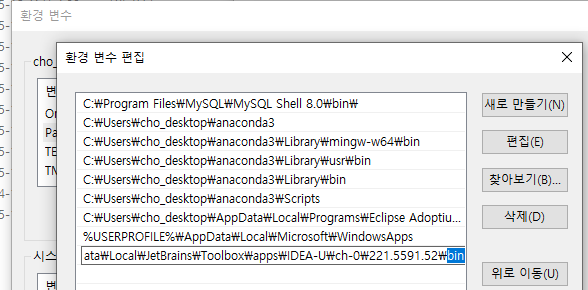 환경 변수
환경 변수 편집
cho_
변
C:₩Program Files₩MySQL₩MySQL Shell 8.0₩bin₩
새로 만들기(N)
C:₩Users₩cho_desktop₩anaconda3
C:₩Users₩cho_desktop₩anaconda3₩Library₩mingw-w64₩bin
편집(E)
Pa
C:₩Users₩cho_desktop₩anaconda3₩Library₩usr₩bin
TE
C:₩Users₩cho_desktop₩anaconda3₩Library₩bin
찾아보기(B)...
C:₩Users₩cho_desktop₩anaconda3₩Scripts
C:₩Users₩cho_desktop₩AppData₩Local₩Programs₩Eclipse Adoptiu...
삭제(D)
%USERPROFILE%₩AppData₩Local₩Microsoft₩WindowsApps
시스
ata₩Local₩JetBrains₩Toolbox₩apps₩IDEA-U₩ch-0₩221.5591.52₩bin
위로 이동(U)
변